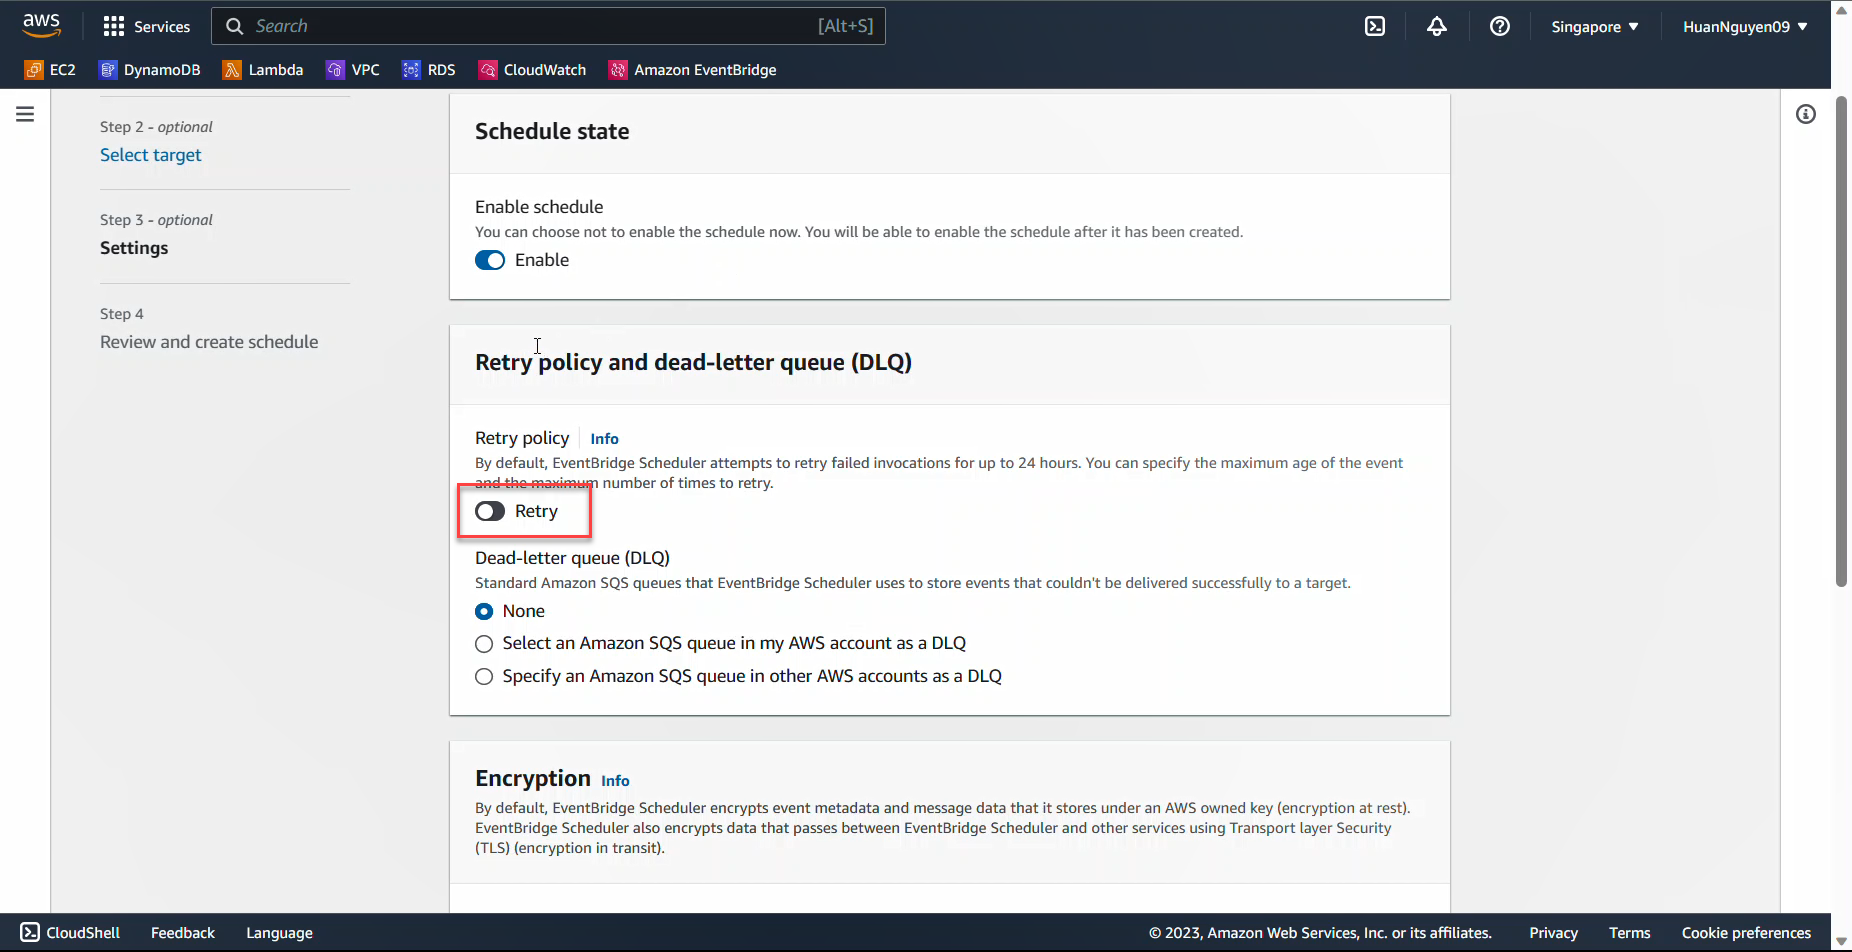 aws
Services
Search
[Alt+S]
Singapore
HuanNguyen09
EC2
DynamoDB
Lambda
VPC
RDS
CloudWatch
Amazon EventBridge
Step 2 - optional
Select target
Step 3 - optional
Settings
Step 4
Review and create schedule
Schedule state
Enable schedule
You can choose not to enable the schedule now. You will be able to enable the schedule after it has been created.
Enable
Retry policy and dead-letter queue (DLQ)
Retry policy Info
By default, EventBridge Scheduler attempts to retry failed invocations for up to 24 hours. You can specify the maximum age of the event
and the maximum number of times to retry.
Retry
Dead-letter queue (DLQ)
Standard Amazon SQS queues that EventBridge Scheduler uses to store events that couldn't be delivered successfully to a target.
None
Select an Amazon SQS queue in my AWS account as a DLQ
Specify an Amazon SQS queue in other AWS accounts as a DLQ
Encryption Info
By default, EventBridge Scheduler encrypts event metadata and message data that it stores under an AWS owned key (encryption at rest).
EventBridge Scheduler also encrypts data that passes between EventBridge Scheduler and other services using Transport layer Security
(TLS) (encryption in transit).
CloudShell
Feedback
Language
© 2023, Amazon Web Services, Inc. or its affiliates.
Privacy
Terms
Cookie preferences